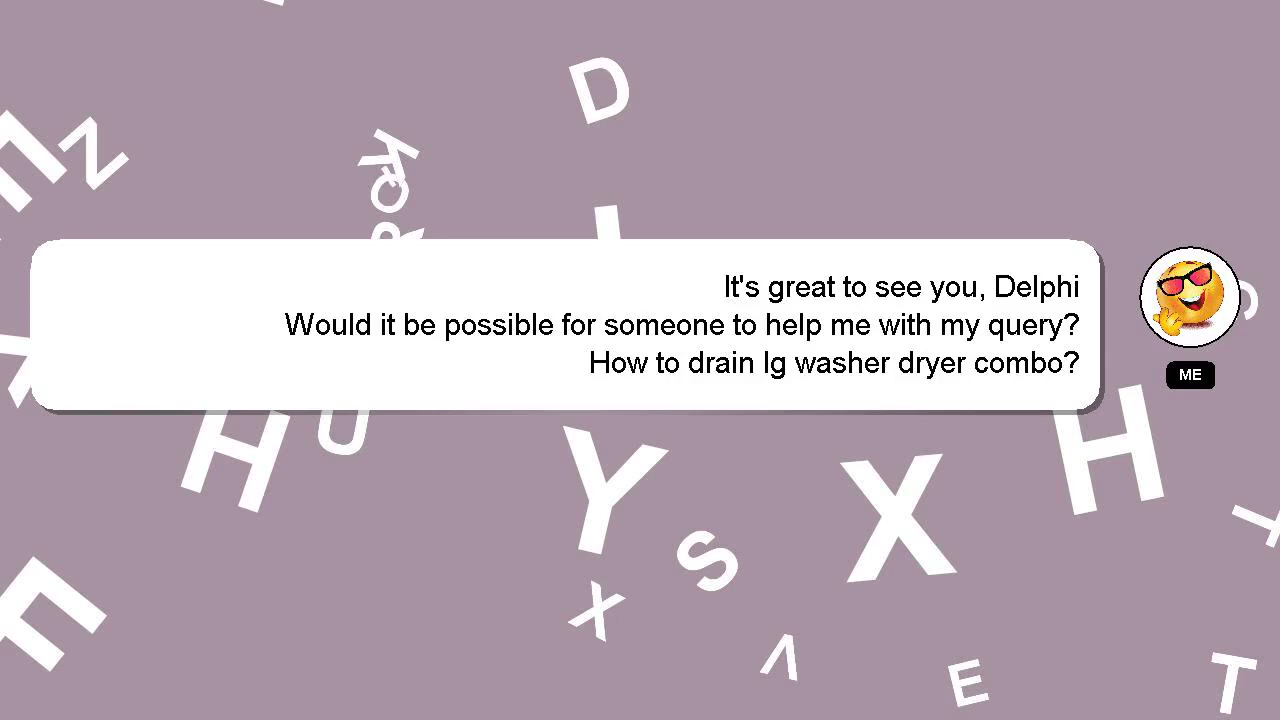 It's great to see you, Delphi
Would it be possible for someone to help me with my query?
How to drain lg washer dryer combo?
ME